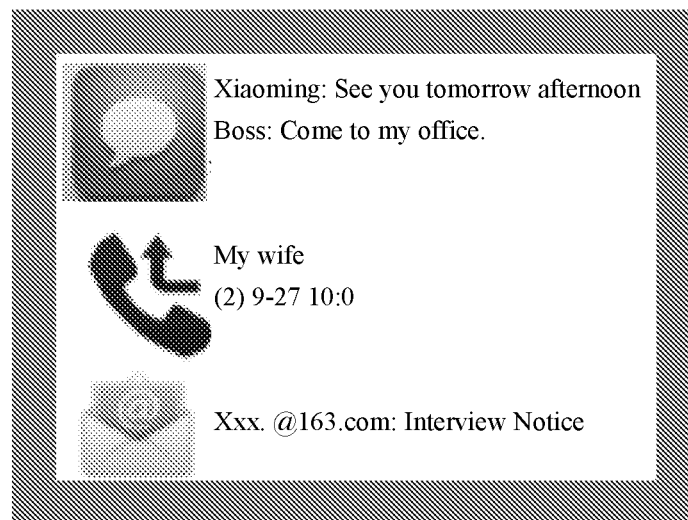 Xiaoming: See you tomorrow afternoon
Boss: Come to my office.
My wife
(2) 9-27 10:0
Xxx. @163.com: Interview Notice